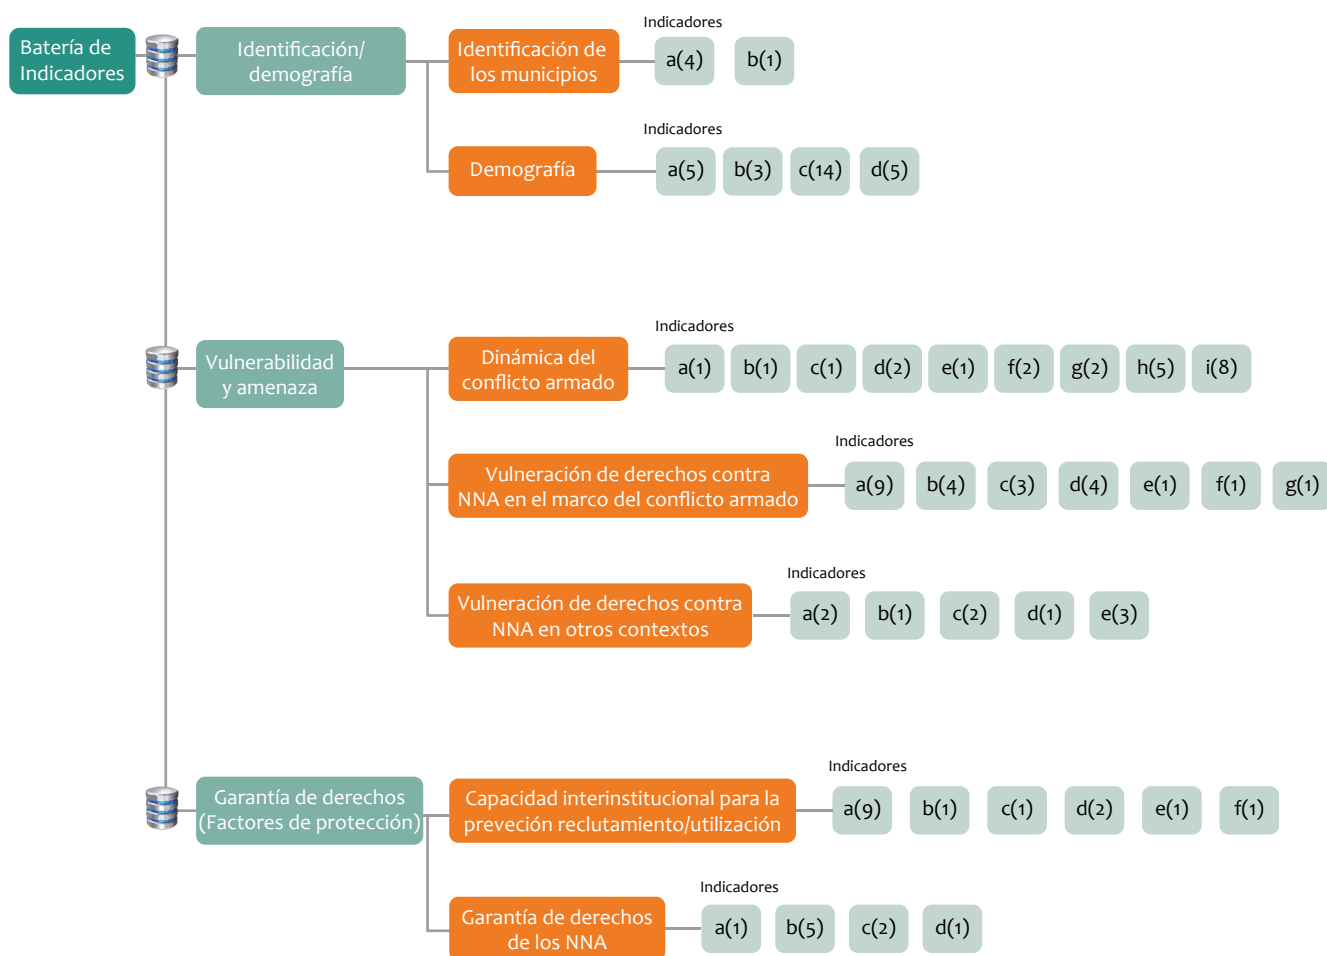 Batería de
Indicadores
Identificación/
demografía
Identificación de
los municipios
Indicadores
a(4) b(1)
Demografía
Indicadores
a(5) b(3) c(14) d(5)
Vulnerabilidad
y amenaza
Dinámica del
conflicto armado
Indicadores
a(1) b(1) c(1) d(2) e(1) f(2) g(2) h(5) i(8)
Vulneración de derechos contra
NNA en el marco del conflicto armado
Indicadores
a(9) b(4) c(3) d(4) e(1) f(1) g(1)
Vulneración de derechos contra
NNA en otros contextos
Indicadores
a(2) b(1) c(2) d(1) e(3)
Garantía de derechos
(Factores de protección)
Capacidad interinstitucional para la
preveción reclutamiento/utilización
Indicadores
a(9) b(1) c(1) d(2) e(1) f(1)
Garantía de derechos
de los NNA
Indicadores
a(1) b(5) c(2) d(1)